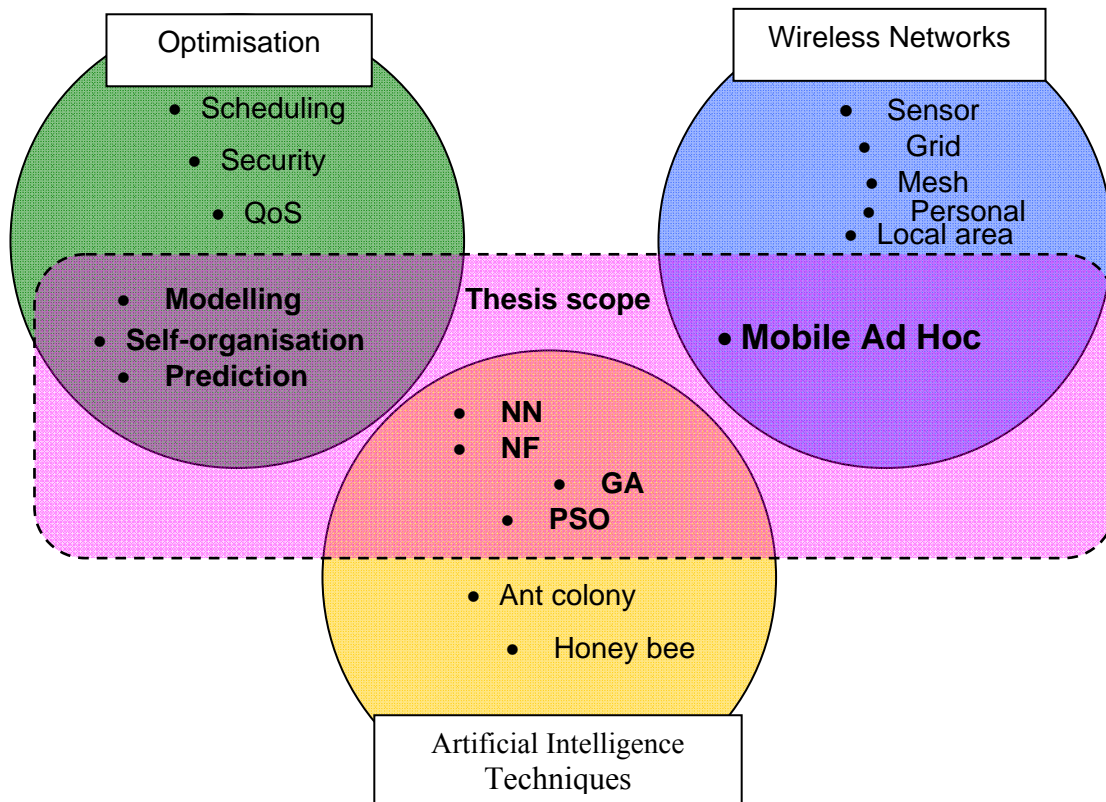 Optimisation
• Scheduling
• Security
• QoS
• Modelling
• Self-organisation
• Prediction
Wireless Networks
• Sensor
• Grid
• Mesh
• Personal
• Local area
• Mobile Ad Hoc
Thesis scope
• NN
• NF
• GA
• PSO
• Ant colony
• Honey bee
Artificial Intelligence
Techniques